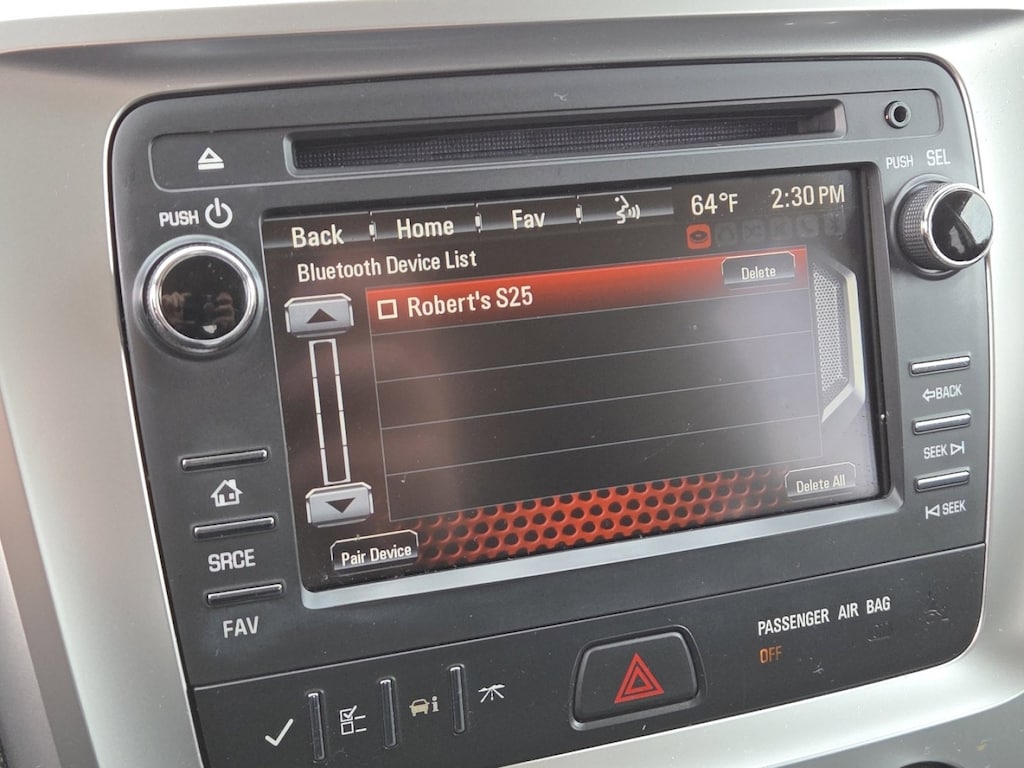 PUSH
PUSH SEL
Back Home Fav 64°F 2:30 PM
Bluetooth Device List
Delete
Robert's S25
BACK
SEEK
SEEK
Delete All
Pair Device
SRCE
FAV
PASSENGER AIR BAG
OFF
i